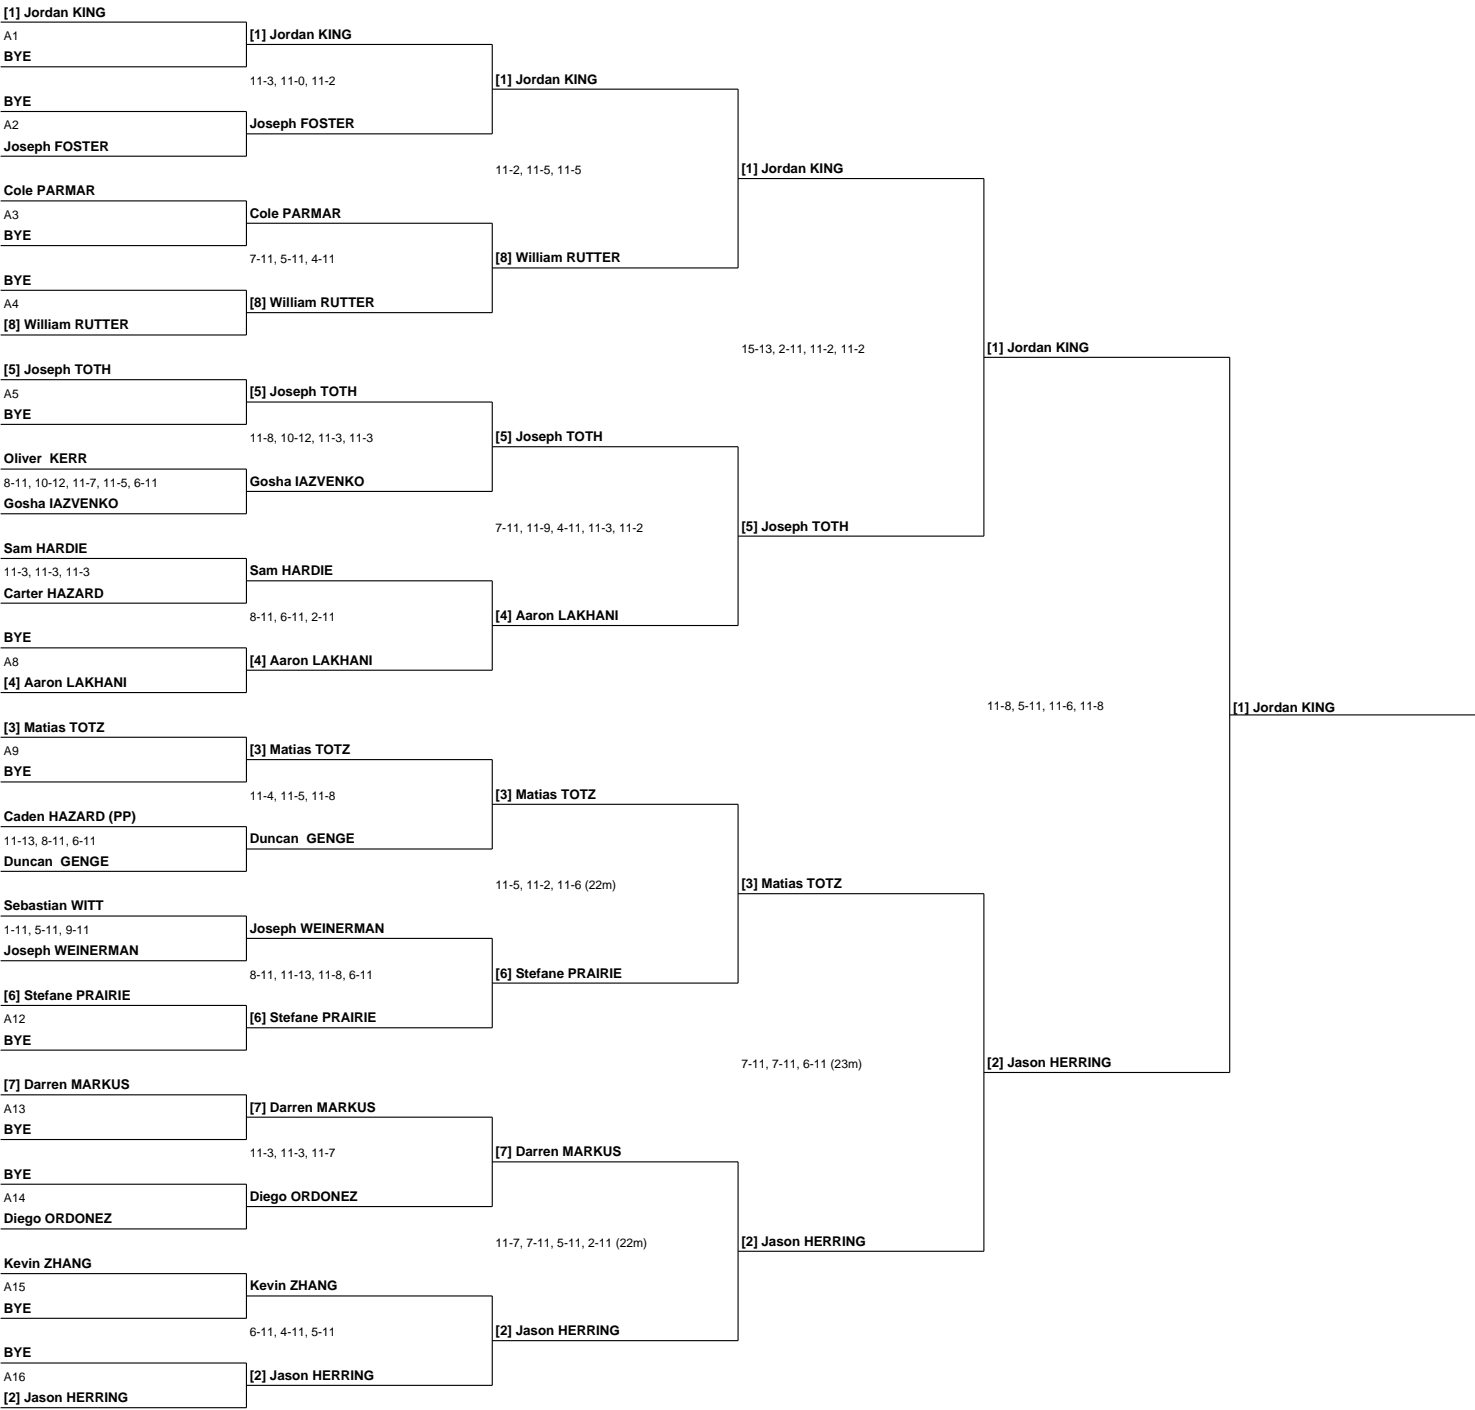 [1] Jordan KING
A1
BYE
BYE
A2
Joseph FOSTER
Cole PARMAR
A3
BYE
BYE
A4
[8] William RUTTER
[5] Joseph TOTH
A5
BYE
Oliver  KERR
8-11, 10-12, 11-7, 11-5, 6-11
Gosha IAZVENKO
Sam HARDIE
11-3, 11-3, 11-3
Carter HAZARD
BYE
A8
[4] Aaron LAKHANI
[3] Matias TOTZ
A9
BYE
Caden HAZARD (PP)
11-13, 8-11, 6-11
Duncan  GENGE
Sebastian WITT
1-11, 5-11, 9-11
Joseph WEINERMAN
[6] Stefane PRAIRIE
A12
BYE
[7] Darren MARKUS
A13
BYE
BYE
A14
Diego ORDONEZ
Kevin ZHANG
A15
BYE
BYE
A16
[2] Jason HERRING
[1] Jordan KING
11-3, 11-0, 11-2
Joseph FOSTER
Cole PARMAR
7-11, 5-11, 4-11
[8] William RUTTER
[5] Joseph TOTH
11-8, 10-12, 11-3, 11-3
Gosha IAZVENKO
Sam HARDIE
8-11, 6-11, 2-11
[4] Aaron LAKHANI
[3] Matias TOTZ
11-4, 11-5, 11-8
Duncan  GENGE
Joseph WEINERMAN
8-11, 11-13, 11-8, 6-11
[6] Stefane PRAIRIE
[7] Darren MARKUS
11-3, 11-3, 11-7
Diego ORDONEZ
Kevin ZHANG
6-11, 4-11, 5-11
[2] Jason HERRING
[1] Jordan KING
11-2, 11-5, 11-5
[8] William RUTTER
[5] Joseph TOTH
7-11, 11-9, 4-11, 11-3, 11-2
[4] Aaron LAKHANI
[3] Matias TOTZ
11-5, 11-2, 11-6 (22m)
[6] Stefane PRAIRIE
[7] Darren MARKUS
11-7, 7-11, 5-11, 2-11 (22m)
[2] Jason HERRING
[1] Jordan KING
15-13, 2-11, 11-2, 11-2
[5] Joseph TOTH
[3] Matias TOTZ
7-11, 7-11, 6-11 (23m)
[2] Jason HERRING
[1] Jordan KING
11-8, 5-11, 11-6, 11-8
[2] Jason HERRING
[1] Jordan KING